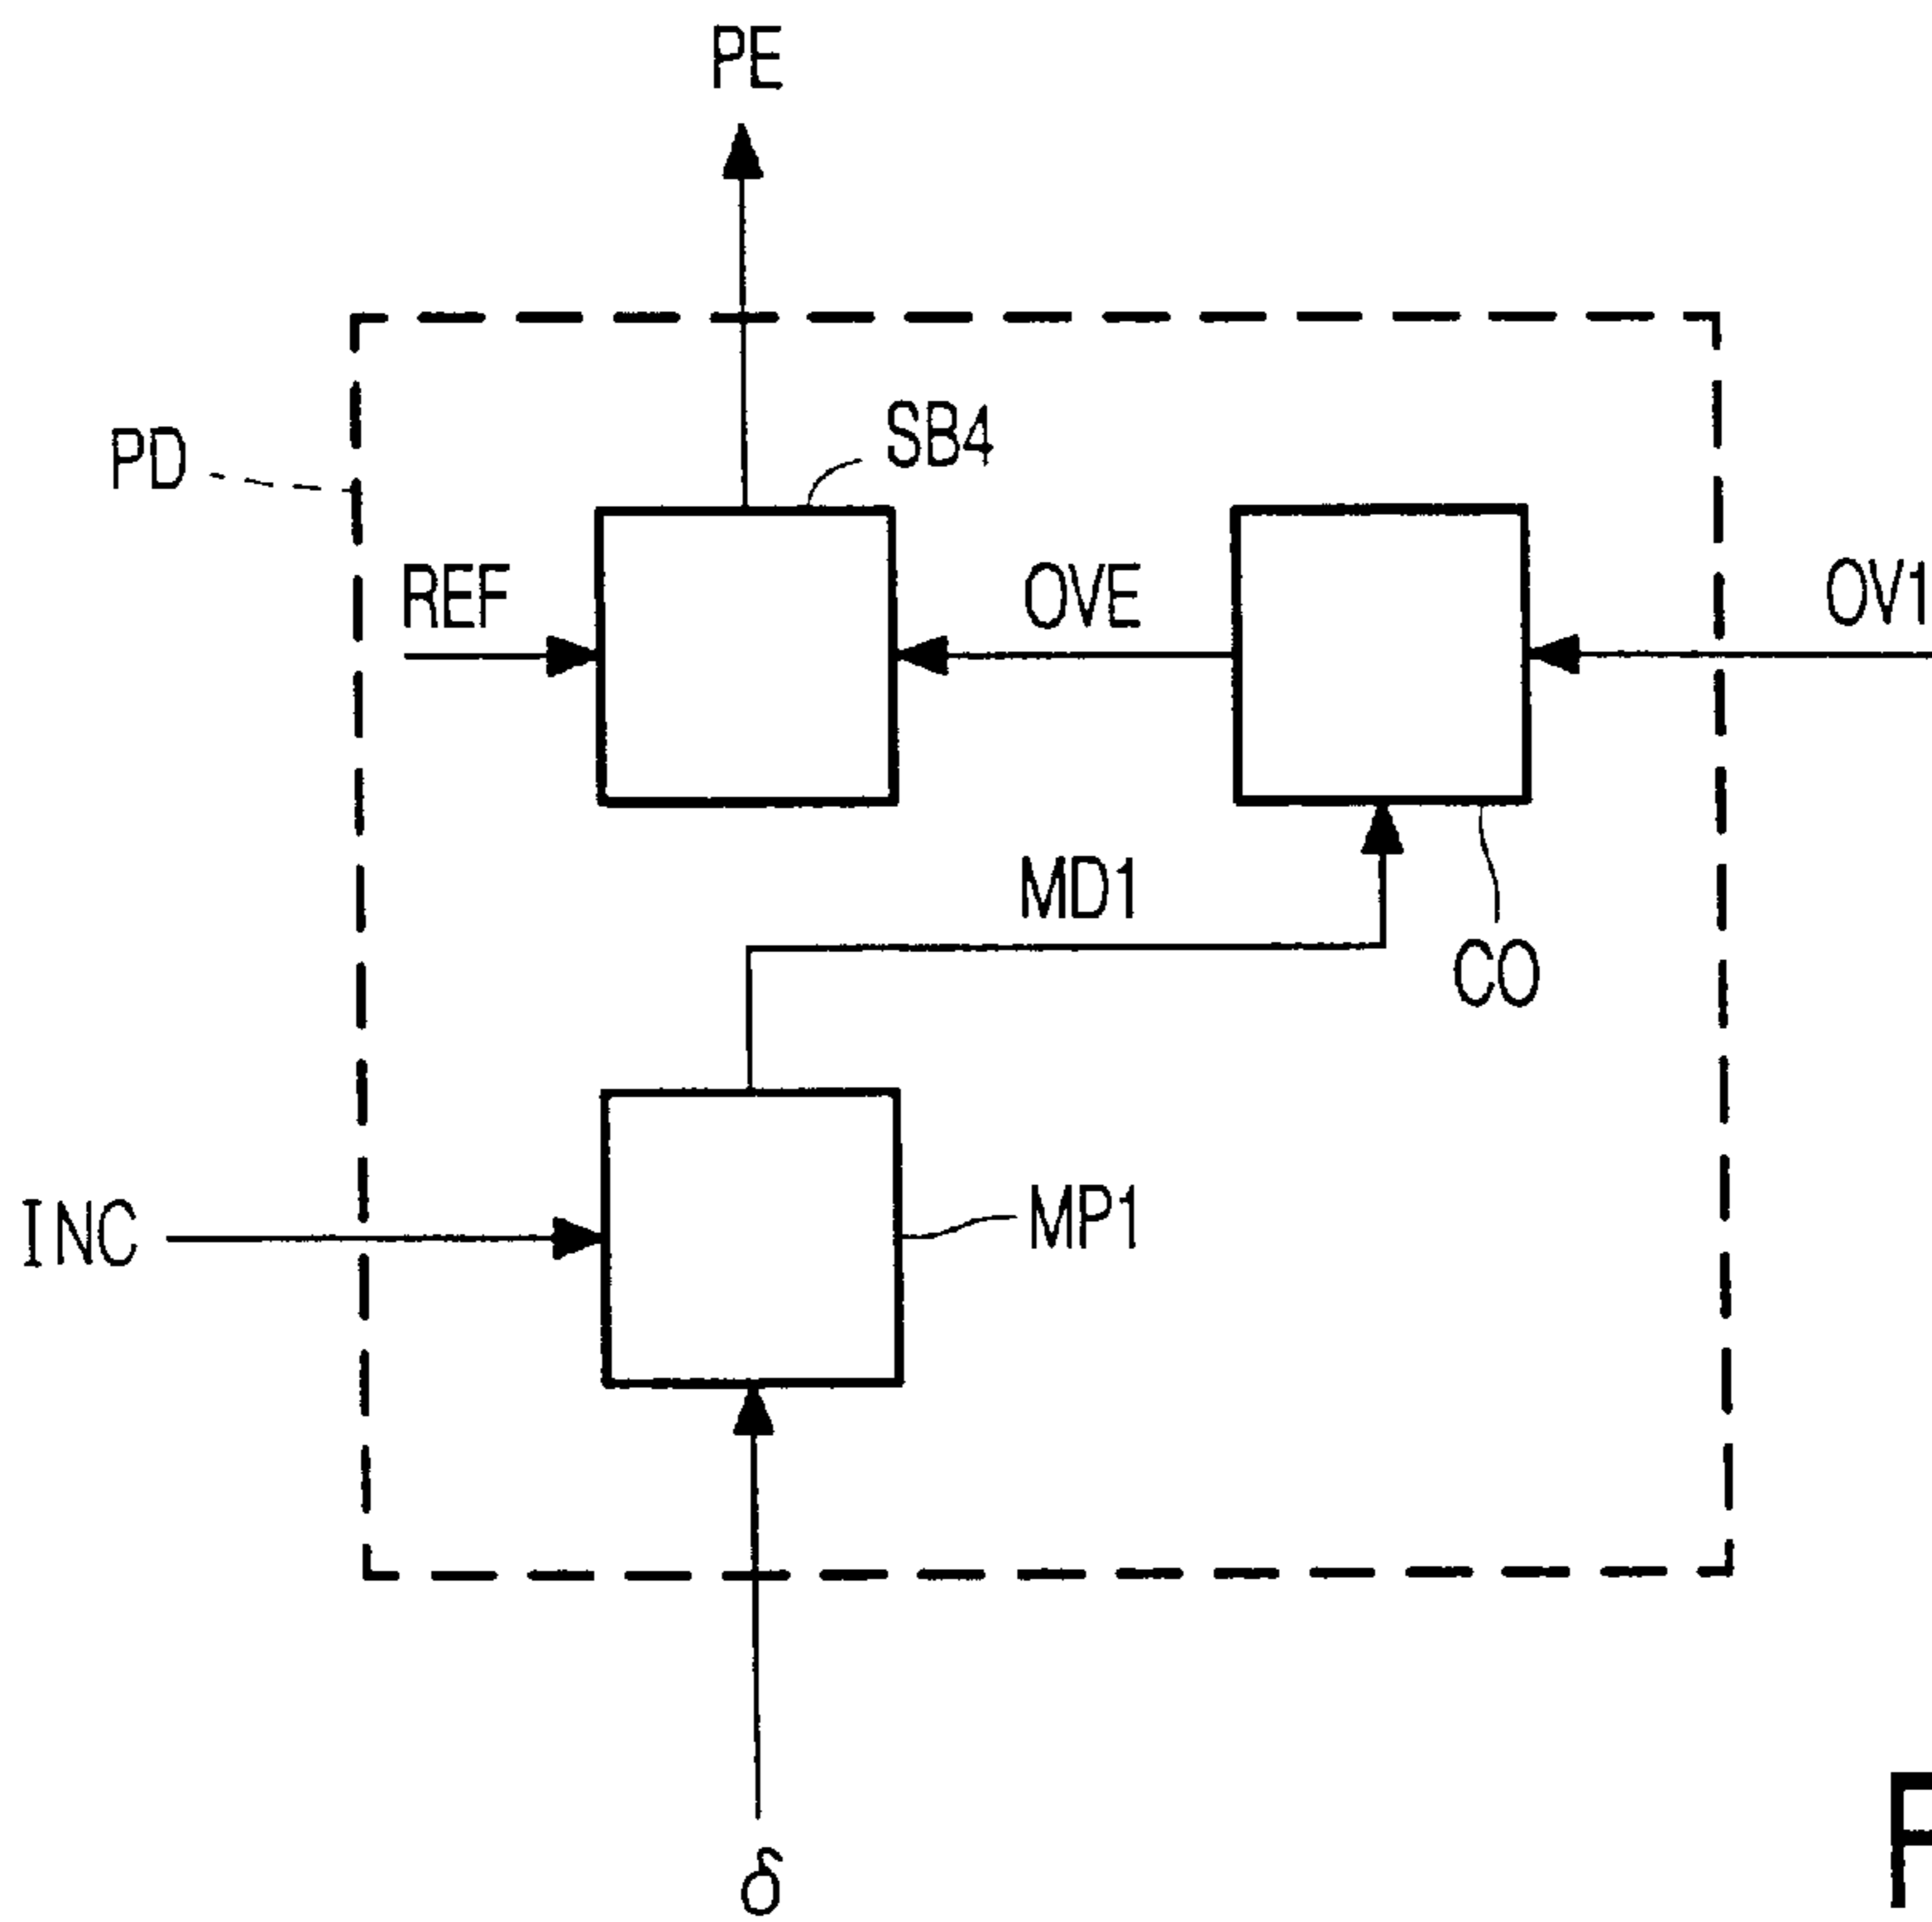 PE
SB4
PD
REF
OVE
OV1
MD1
CO
INC
MP1
δ
F